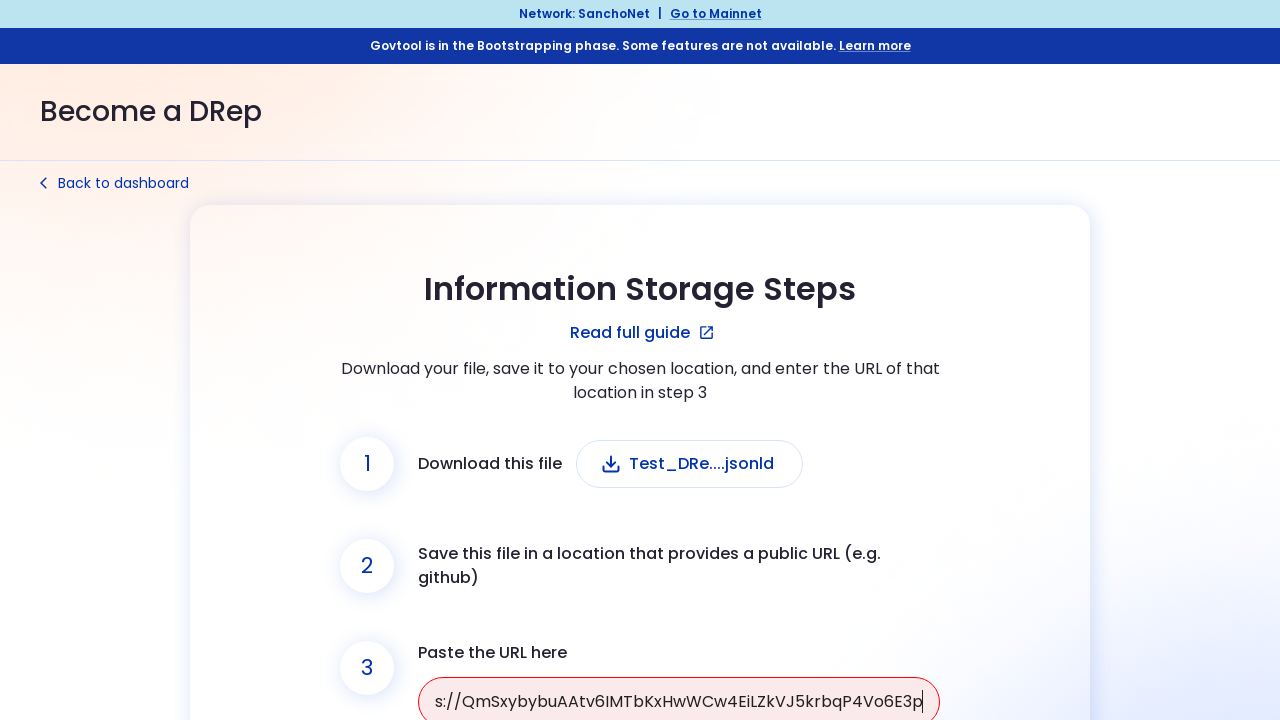 Network: SanchoNet | Go to Mainnet
Govtool is in the Bootstrapping phase. Some features are not available. Learn more
Become a DRep
Back to dashboard
Information Storage Steps
Read full guide
Download your file, save it to your chosen location, and enter the URL of that
location in step 3
1
Download this file
Test_DRe....jsonld
2
Save this file in a location that provides a public URL (e.g.
github)
3
Paste the URL here
s://QmSxybybuAAtv6IMTbKxHwWCw4EiLZkVJ5krbqP4Vo6E3p